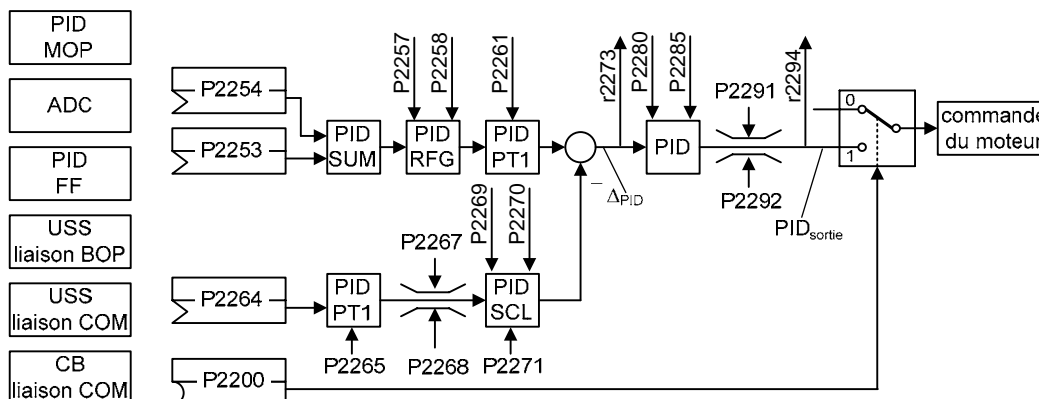 PID
MOP
ADC
PID
FF
USS
liaison BOP
USS
liaison COM
CB
liaison COM
P2254
P2253
P2264
P2200
PID
SUM
P2257
P2258
PID
RFG
P2261
PID
PT1
PID
PT1
P2265
P2267
P2268
P2269
P2270
PID
SCL
P2271
–
ΔPID
r2273
P2280
P2285
PID
P2291
P2292
r2294
PIDsortie
0
1
commande
du moteur